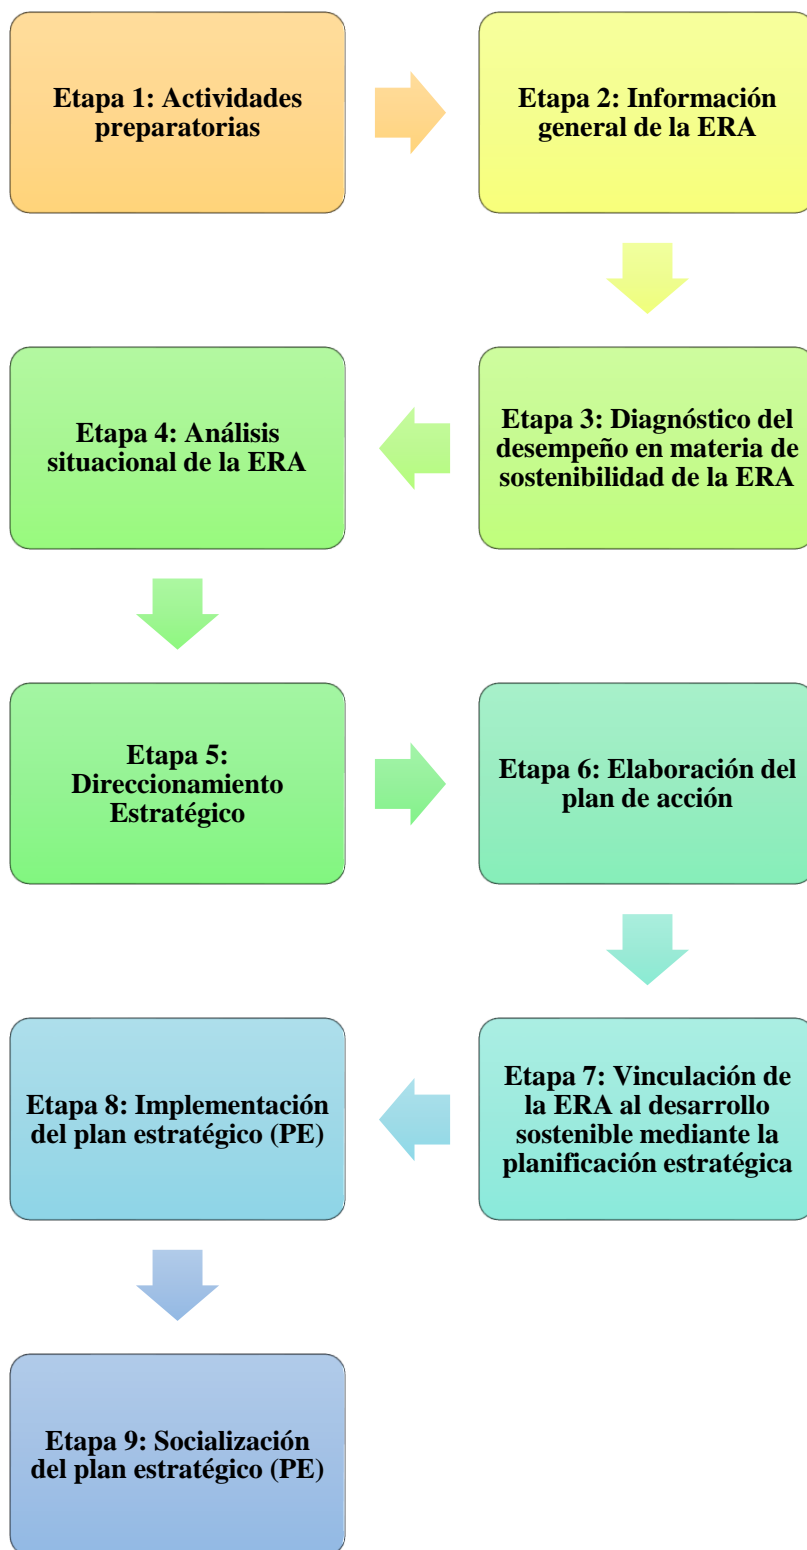 Etapa 1: Actividades
preparatorias
Etapa 2: Información
general de la ERA
Etapa 3: Diagnóstico del
desempeño en materia de
sostenibilidad de la ERA
Etapa 4: Análisis
situacional de la ERA
Etapa 5:
Direccionamiento
Estratégico
Etapa 6: Elaboración del
plan de acción
Etapa 7: Vinculación de
la ERA al desarrollo
sostenible mediante la
planificación estratégica
Etapa 8: Implementación
del plan estratégico (PE)
Etapa 9: Socialización
del plan estratégico (PE)